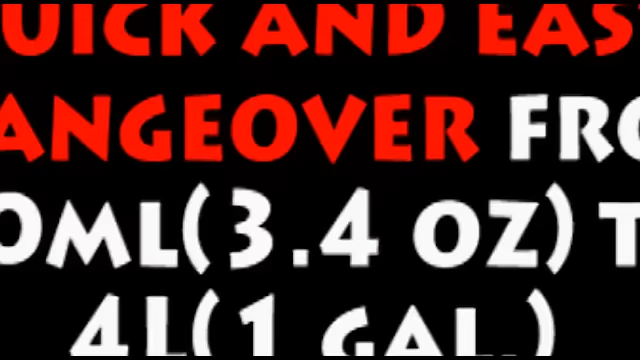 UICK AND EAS
ANGEOVER FRO
0ML(3.4 OZ) T
4L(1 GAL.)